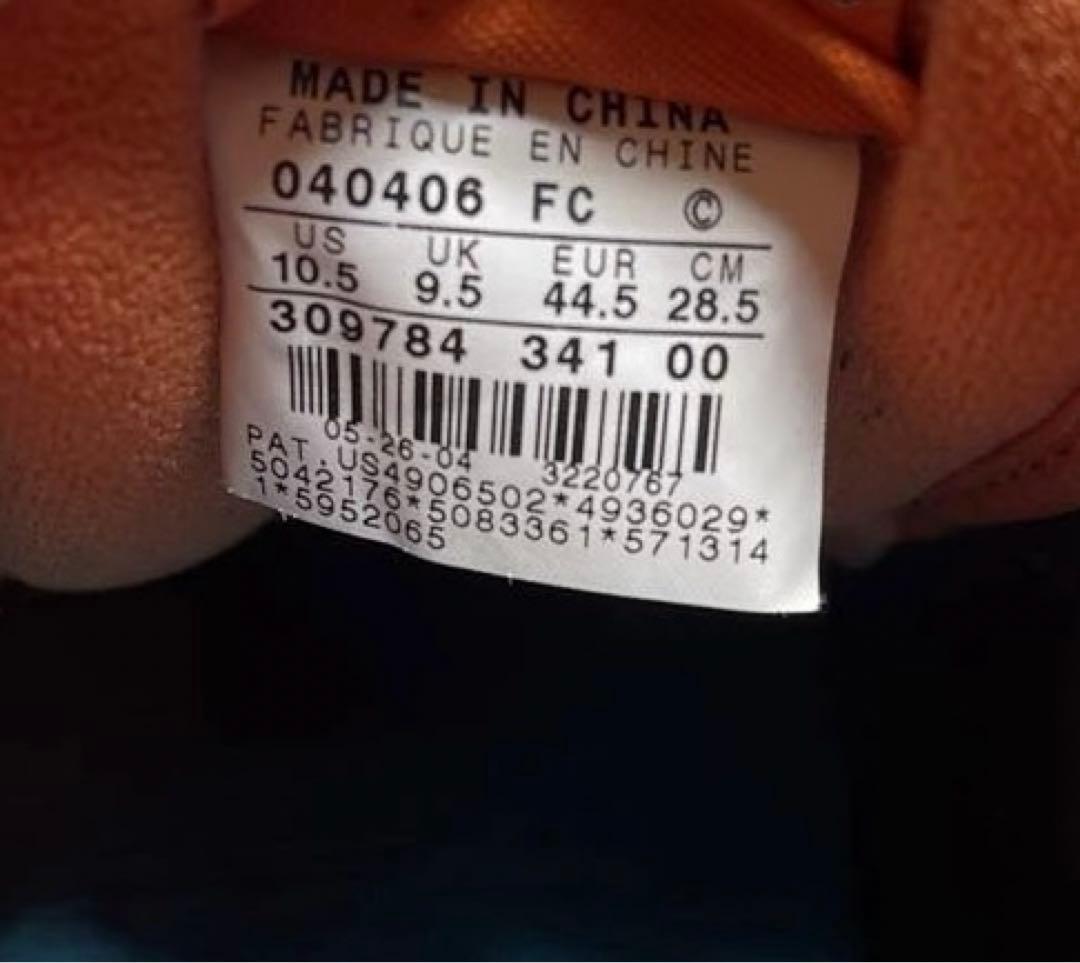 MADE IN CHINA
FABRIQUE EN CHINE
040406 FC ©
US UK EUR CM
10.5 9.5 44.5 28.5
309784 341 00
05-26-04 3220767
PAT.US4906502*4936029*
5042176*5083361*571314
1*5952065